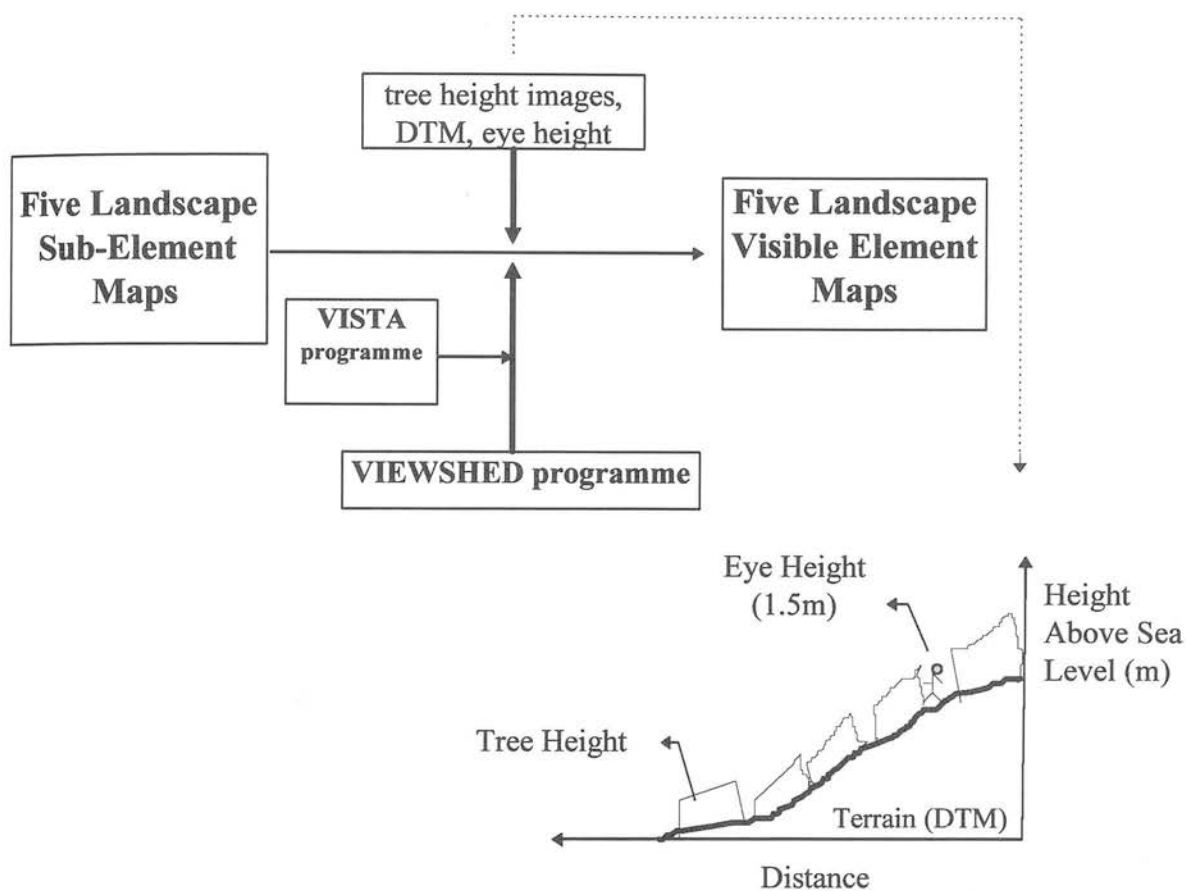 tree height images,
DTM, eye height
Five Landscape
Sub-Element
Maps
Five Landscape
Visible Element
Maps
VISTA
programme
VIEWSHED programme
Eye Height
(1.5m)
Height
Above Sea
Level (m)
Tree Height
Terrain (DTM)
Distance